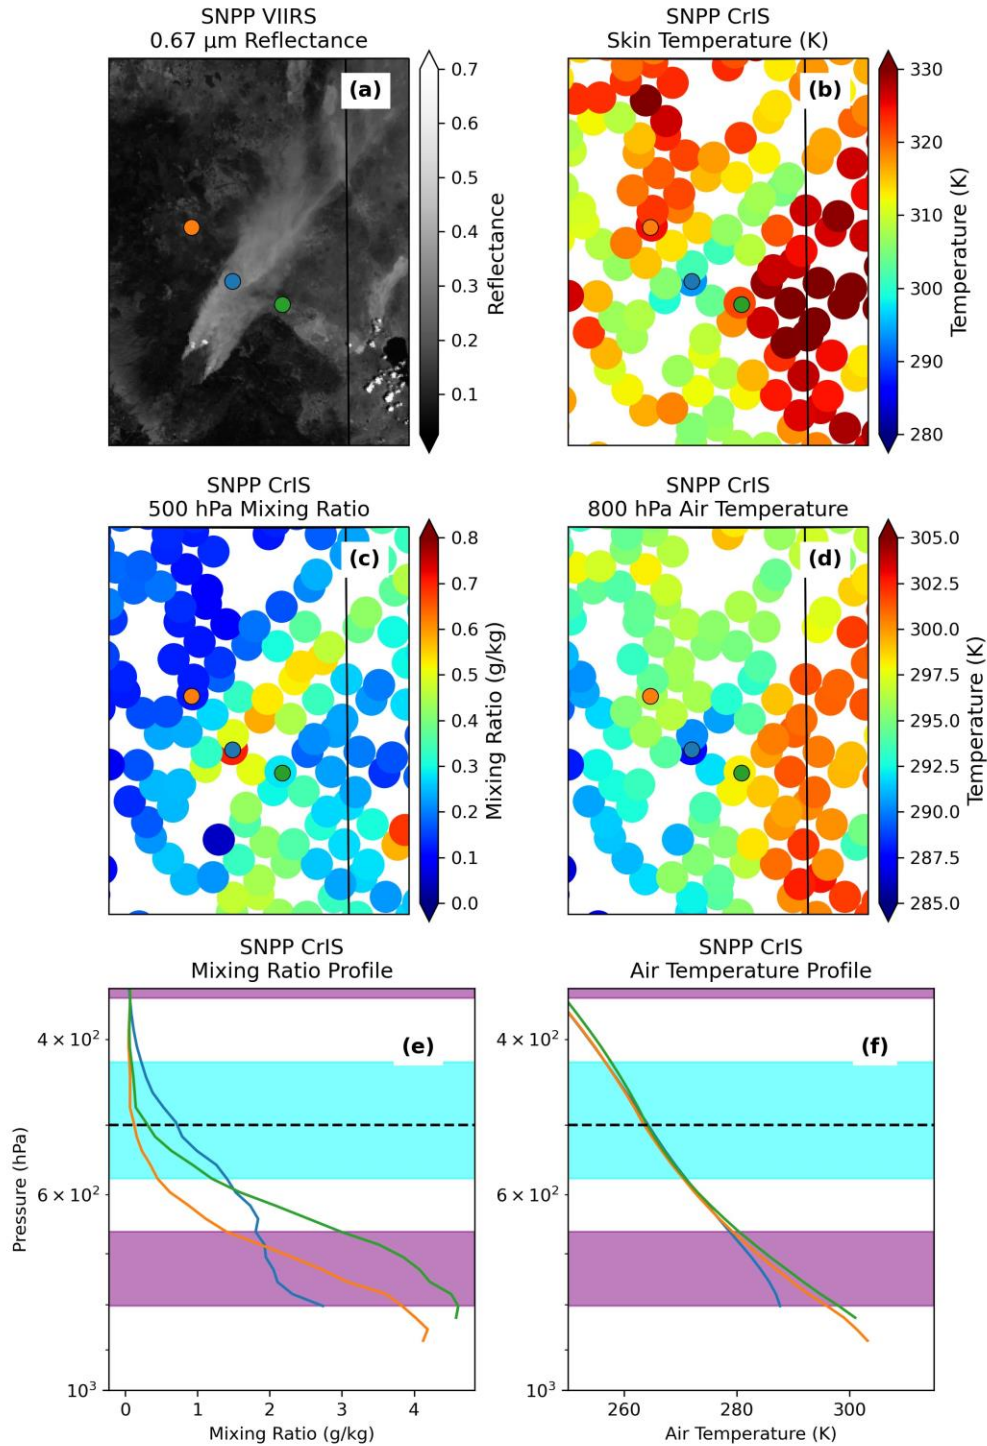 SNPP VIIRS
0.67 μm Reflectance
(a)
0.7
0.6
0.5
0.4
0.3
0.2
0.1
Reflectance
SNPP CrIS
Skin Temperature (K)
(b)
330
320
310
300
290
280
Temperature (K)
SNPP CrIS
500 hPa Mixing Ratio
(c)
0.8
0.7
0.6
0.5
0.4
0.3
0.2
0.1
0.0
Mixing Ratio (g/kg)
SNPP CrIS
800 hPa Air Temperature
(d)
305.0
302.5
300.0
297.5
295.0
292.5
290.0
287.5
285.0
Temperature (K)
SNPP CrIS
Mixing Ratio Profile
(e)
4 × 10²
6 × 10²
10³
Pressure (hPa)
0 1 2 3 4
Mixing Ratio (g/kg)
SNPP CrIS
Air Temperature Profile
(f)
4 × 10²
6 × 10²
10³
260 280 300
Air Temperature (K)